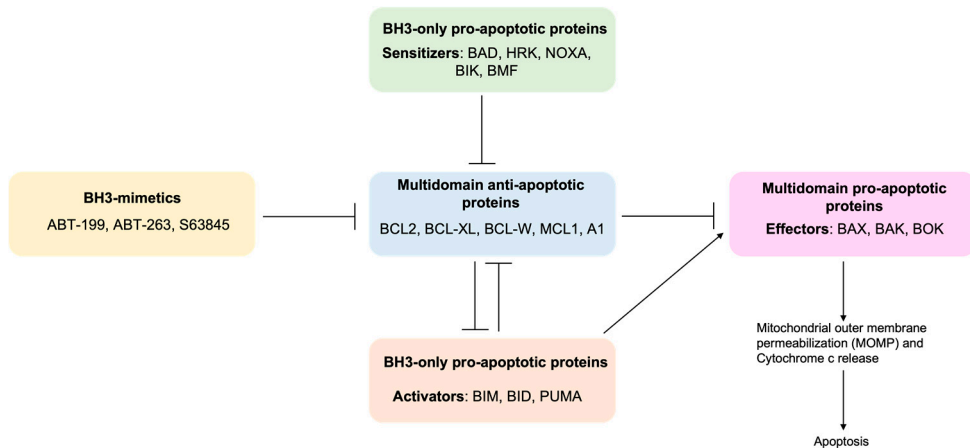 BH3-only pro-apoptotic proteins
Sensitizers: BAD, HRK, NOXA,
BIK, BMF
BH3-mimetics
ABT-199, ABT-263, S63845
Multidomain anti-apoptotic
proteins
BCL2, BCL-XL, BCL-W, MCL1, A1
Multidomain pro-apoptotic
proteins
Effectors: BAX, BAK, BOK
BH3-only pro-apoptotic proteins
Activators: BIM, BID, PUMA
Mitochondrial outer membrane
permeabilization (MOMP) and
Cytochrome c release
Apoptosis